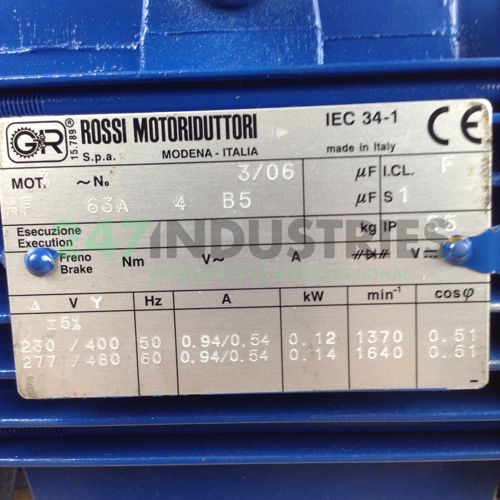 GR 15.789® ROSSI MOTORIDUTTORI IEC 34-1 CE
S.p.a. MODENA - ITALIA made in Italy
MOT. 3 ~ No 3/06 µF I.CL. F
HF 63A 4 B5 µF S 1
Esecuzione
Execution kg IP 55
247INDUSTRIES
Freno
Brake Nm V~ A V
Δ V Y Hz A kW min-1 cosφ
±5%
230 / 400 50 0.94/0.54 0.12 1370 0.51
277 / 480 60 0.94/0.54 0.14 1640 0.51